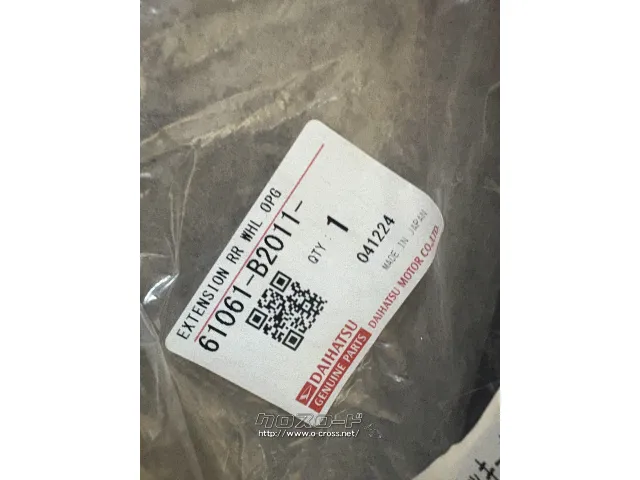 EXTENSION RR WHL OPG
61061-B2011-
QTY: 1
041224
MADE IN JAPAN
DAIHATSU
GENUINE PARTS
DAIHATSU MOTOR CO.,LTD.
クロスロード
http://www.o-cross.net/